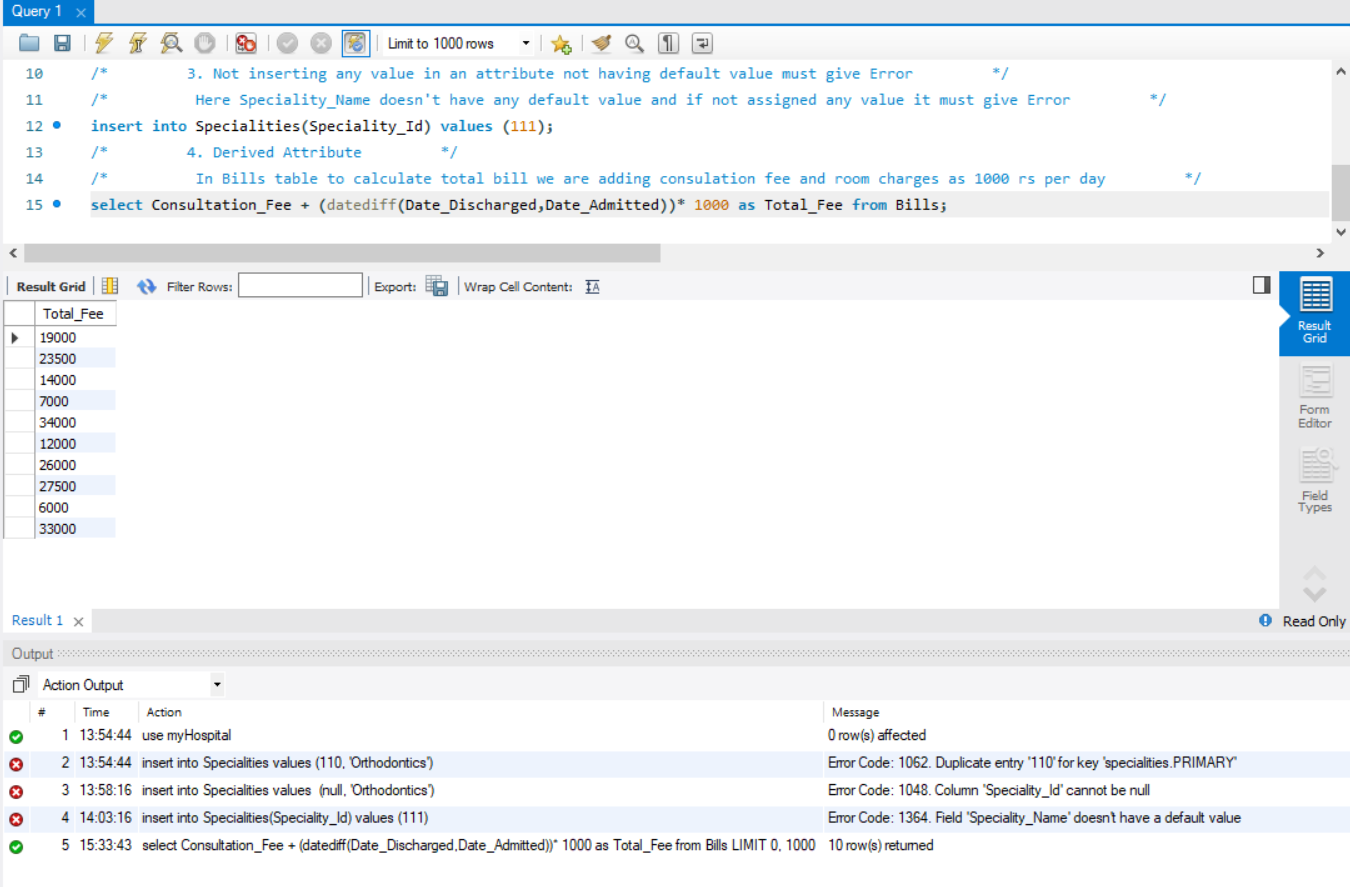 Query 1
Limit to 1000 rows
10 /* 3. Not inserting any value in an attribute not having default value must give Error */
11 /* Here Speciality_Name doesn't have any default value and if not assigned any value it must give Error */
12 insert into Specialities(Speciality_Id) values (111);
13 /* 4. Derived Attribute */
14 /* In Bills table to calculate total bill we are adding consulation fee and room charges as 1000 rs per day */
15 select Consultation_Fee + (datediff(Date_Discharged,Date_Admitted))* 1000 as Total_Fee from Bills;
Result Grid Filter Rows: Export: Wrap Cell Content: IA
Total_Fee
19000
23500
14000
7000
34000
12000
26000
27500
6000
33000
Result
Grid
Form
Editor
Field
Types
Result 1 Read Only
Output
Action Output
# Time Action Message
1 13:54:44 use myHospital 0 row(s) affected
2 13:54:44 insert into Specialities values (110, 'Orthodontics') Error Code: 1062. Duplicate entry '110' for key 'specialities.PRIMARY'
3 13:58:16 insert into Specialities values (null, 'Orthodontics') Error Code: 1048. Column 'Speciality_Id' cannot be null
4 14:03:16 insert into Specialities(Speciality_Id) values (111) Error Code: 1364. Field 'Speciality_Name' doesn't have a default value
5 15:33:43 select Consultation_Fee + (datediff(Date_Discharged,Date_Admitted))* 1000 as Total_Fee from Bills LIMIT 0, 1000 10 row(s) returned